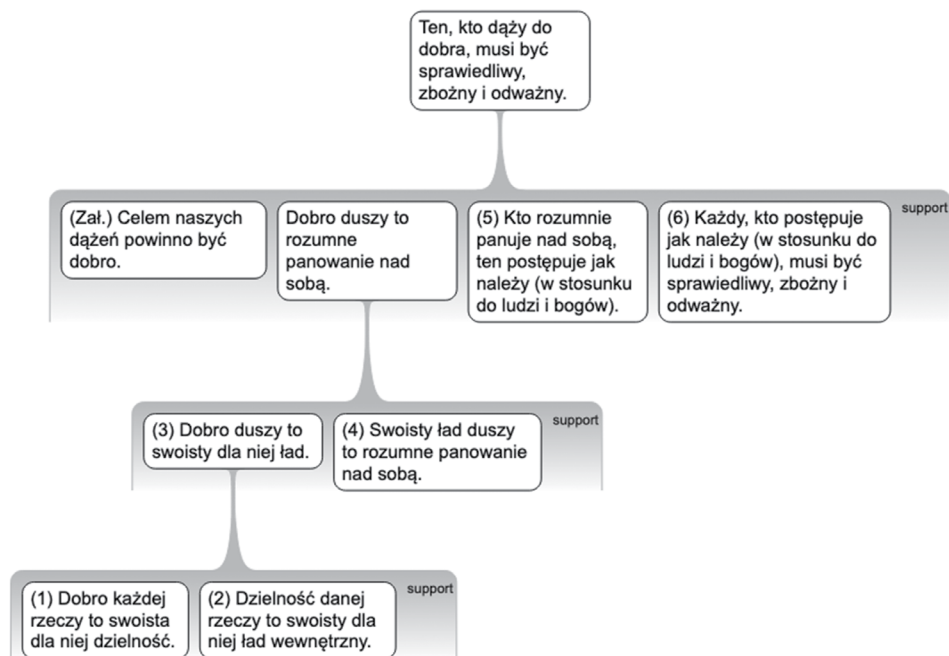 Ten, kto dąży do
dobra, musi być
sprawiedliwy,
zbożny i odważny.
(Zał.) Celem naszych
dążeń powinno być
dobro.
Dobro duszy to
rozumne
panowanie nad
sobą.
(5) Kto rozumnie
panuje nad sobą,
ten postępuje jak
należy (w stosunku
do ludzi i bogów).
(6) Każdy, kto postępuje
jak należy (w stosunku do
ludzi i bogów), musi być
sprawiedliwy, zbożny i
odważny.
support
(3) Dobro duszy to
swoisty dla niej ład.
(4) Swoisty ład duszy
to rozumne panowanie
nad sobą.
support
(1) Dobro każdej
rzeczy to swoista
dla niej dzielność.
(2) Dzielność danej
rzeczy to swoisty dla
niej ład wewnętrzny.
support